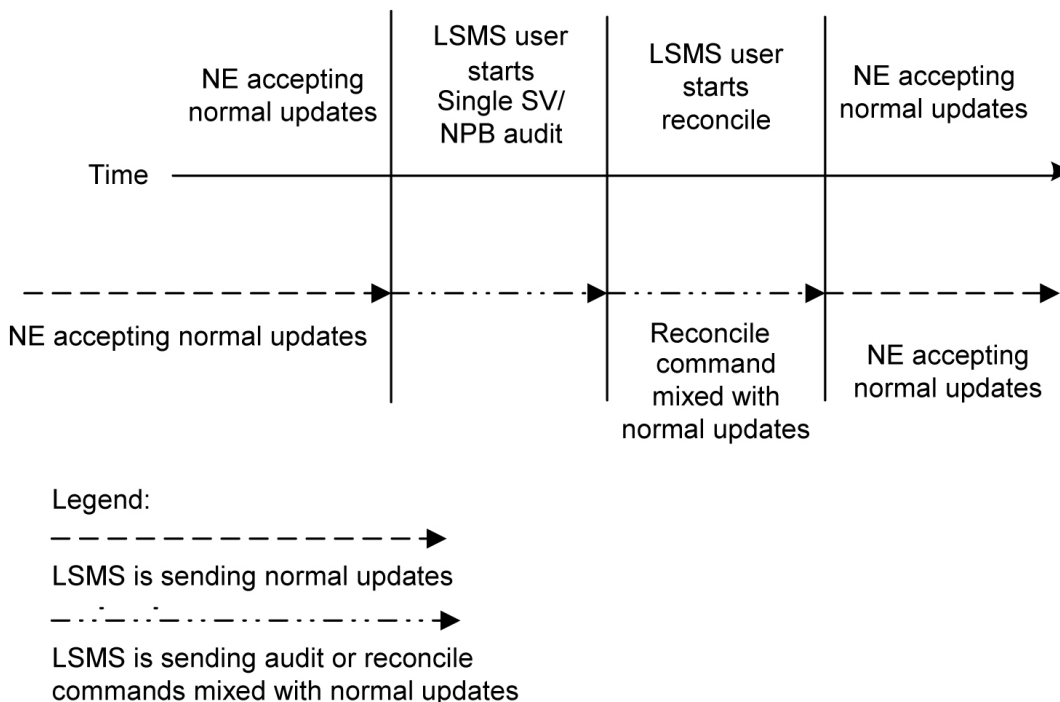 NE accepting
normal updates
LSMS user
starts
Single SV/
NPB audit
LSMS user
starts
reconcile
NE accepting
normal updates
Time
NE accepting normal updates
Reconcile
command
mixed with
normal updates
NE accepting
normal updates
Legend:
LSMS is sending normal updates
LSMS is sending audit or reconcile
commands mixed with normal updates